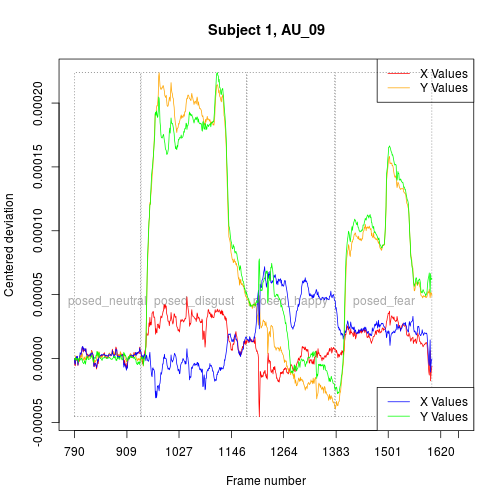 Subject 1, AU_09
X Values
Y Values
Centered deviation
0.00020
0.00015
0.00010
0.00005
0.00000
-0.00005
posed_neutral posed_disgust posed_happy posed_fear
X Values
Y Values
790 909 1027 1146 1264 1383 1501 1620
Frame number